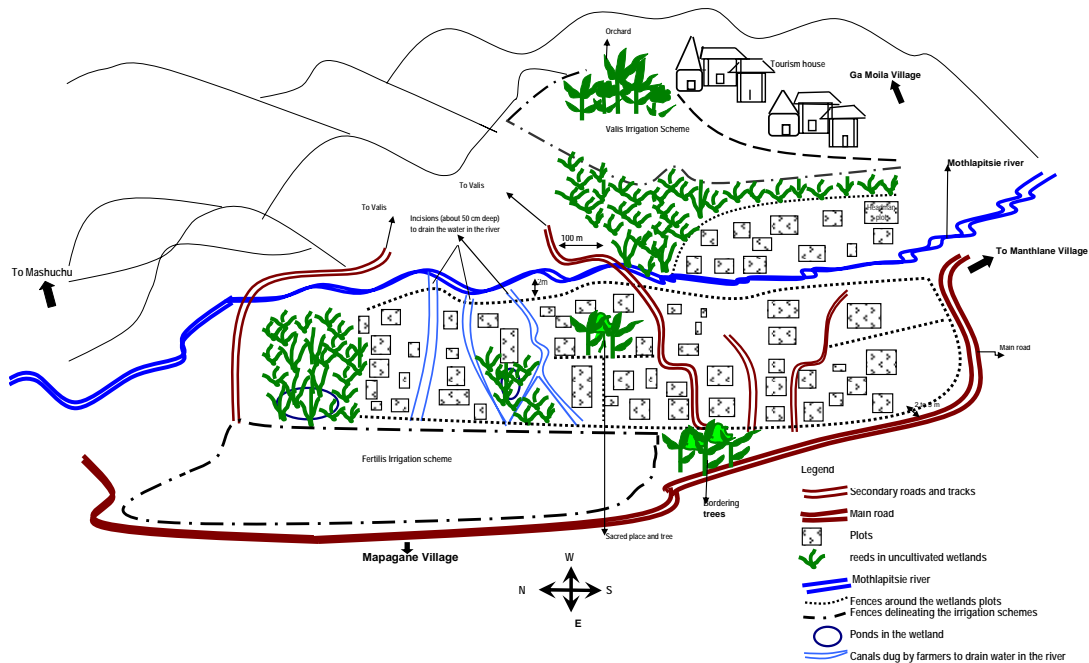 Orchard
Tourism house
Ga Moila Village
Valis Irrigation Scheme
Mothlapitsie river
To Valis
To Valis
Incisions (about 50 cm deep)
to drain the water in the river
Headman
plots
100 m
To Manthlane Village
To Mashuchu
2m
Main road
Fertilis Irrigation scheme
Bordering
trees
Sacred place and tree
Mapagane Village
W
N
S
E
Legend
Secondary roads and tracks
Main road
Plots
reeds in uncultivated wetlands
Mothlapitsie river
Fences around the wetlands plots
Fences delineating the irrigation schemes
Ponds in the wetland
Canals dug by farmers to drain water in the river